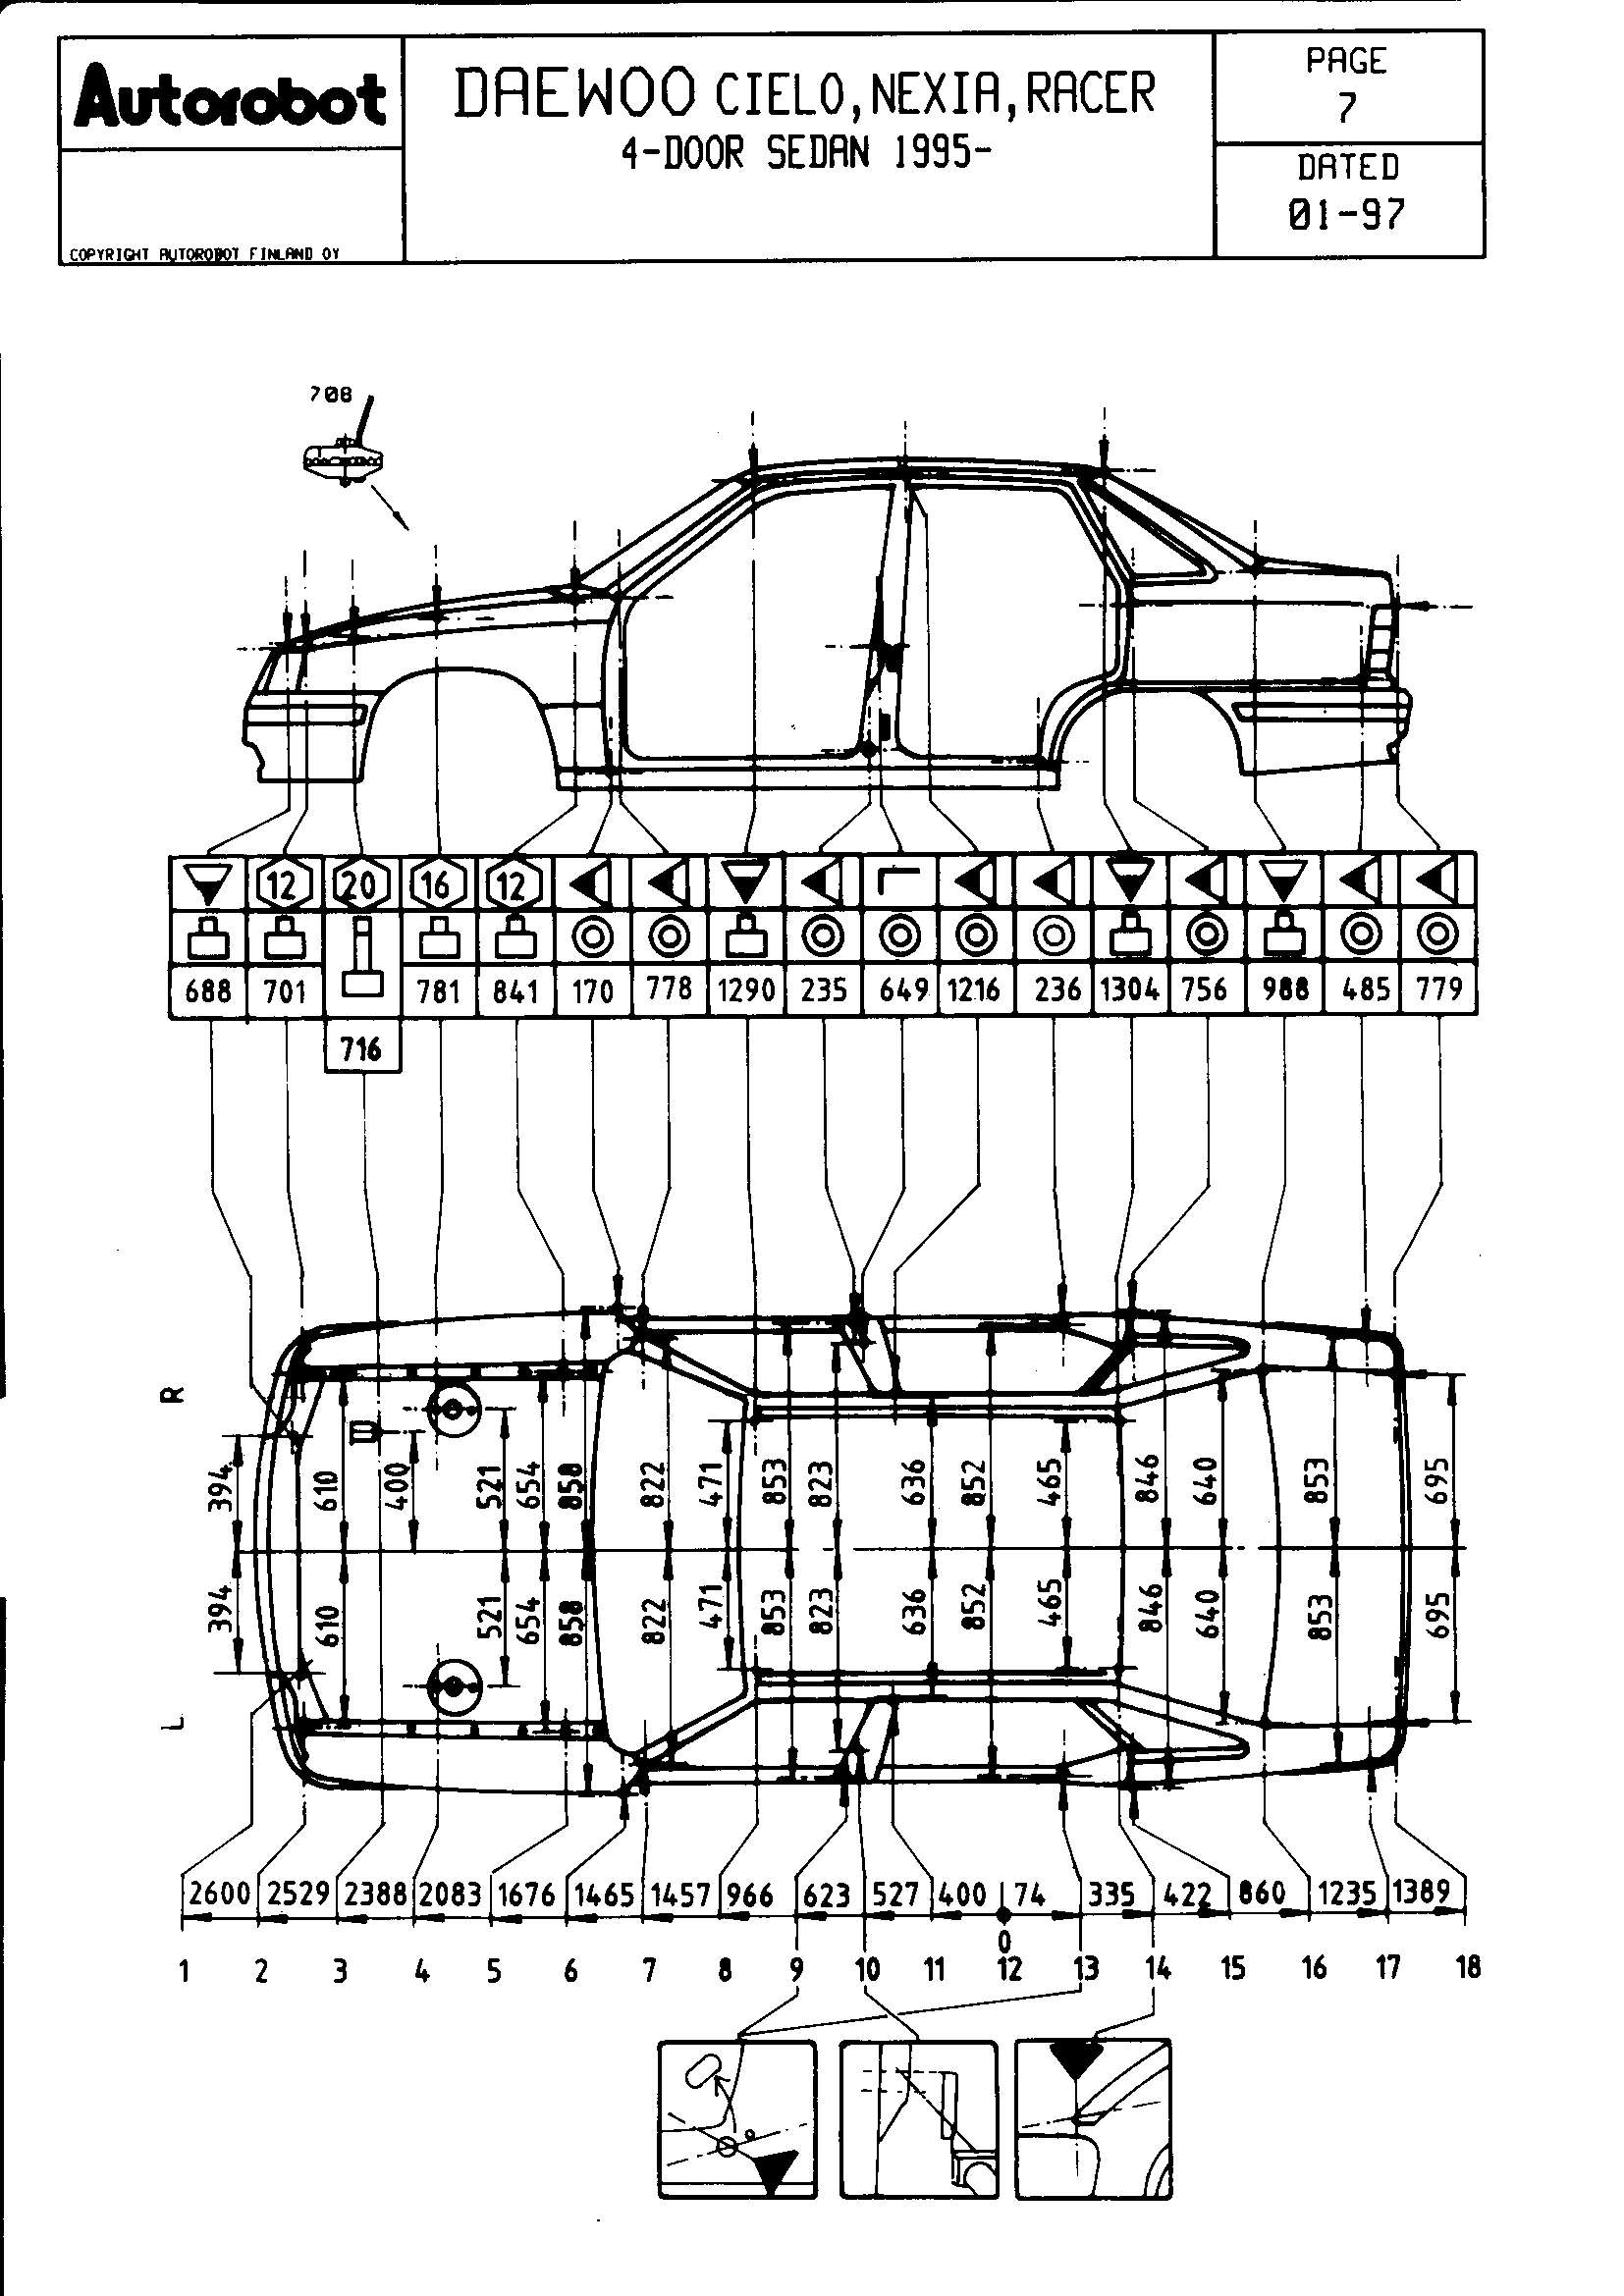 Autorobot
COPYRIGHT AUTOROBOT FINLAND OY
DAEWOO CIELO,NEXIA,RACER
4-DOOR SEDAN 1995-
PAGE
7
DATED
01-97
708
12 20 16 12
688 701 781 841 170 778 1290 235 649 1216 236 1304 756 988 485 779
716
R
394 610 400 521 654 858 822 471 853 823 636 852 465 846 640 853 695
394 610 521 654 858 822 471 853 823 636 852 465 846 640 853 695
L
2600 2529 2388 2083 1676 1465 1457 966 623 527 400 74 335 422 860 1235 1389
0
1 2 3 4 5 6 7 8 9 10 11 12 13 14 15 16 17 18